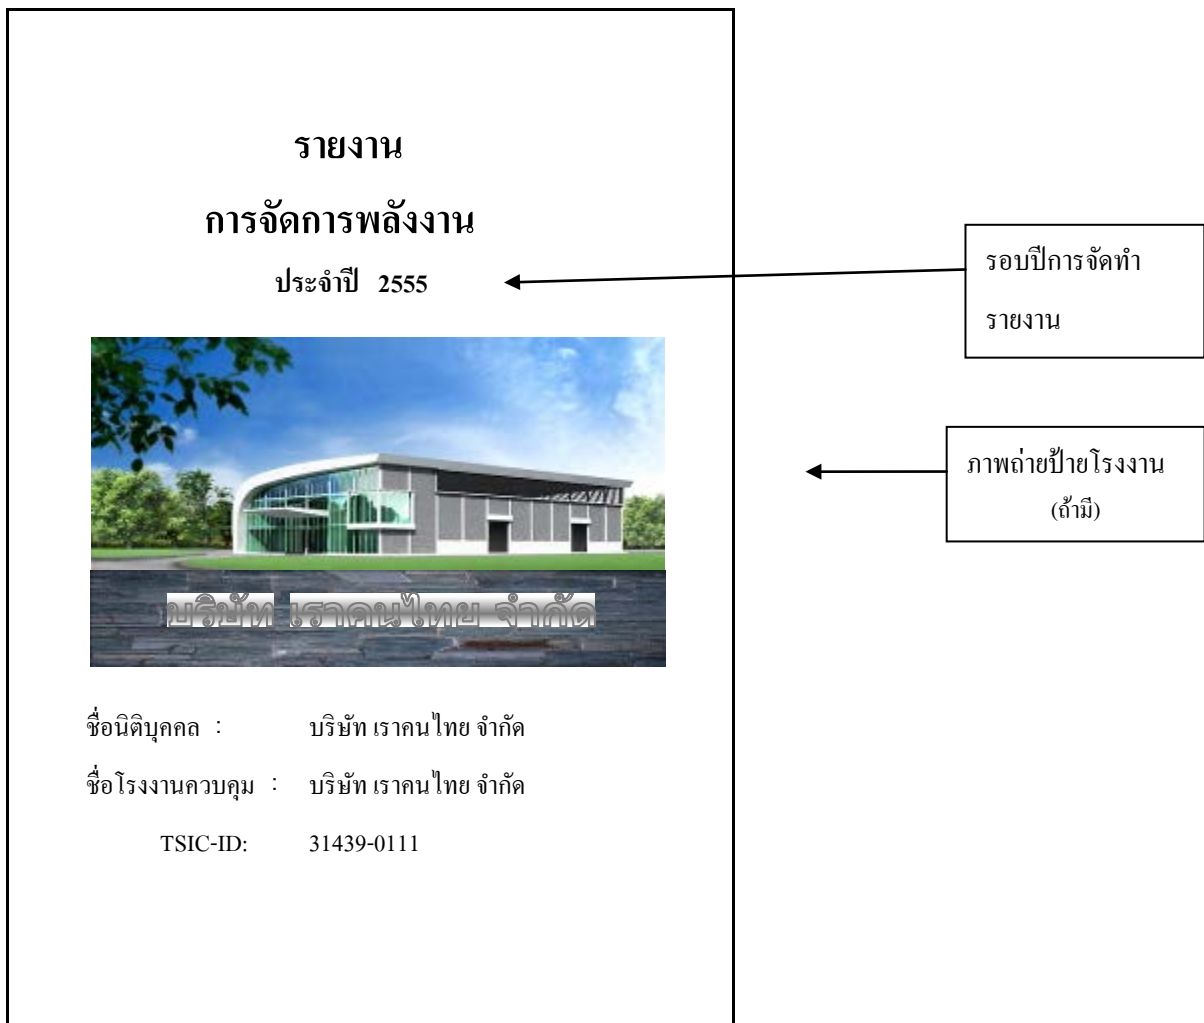 รายงาน
การจัดการพลังงาน
ประจำปี 2555
รอบปีการจัดทำ
รายงาน
ภาพถ่ายป้ายโรงงาน
(ถ้ามี)
บริษัท เราคนไทย จำกัด
ชื่อนิติบุคคล : บริษัท เราคนไทย จำกัด
ชื่อโรงงานควบคุม : บริษัท เราคนไทย จำกัด
TSIC-ID: 31439-0111